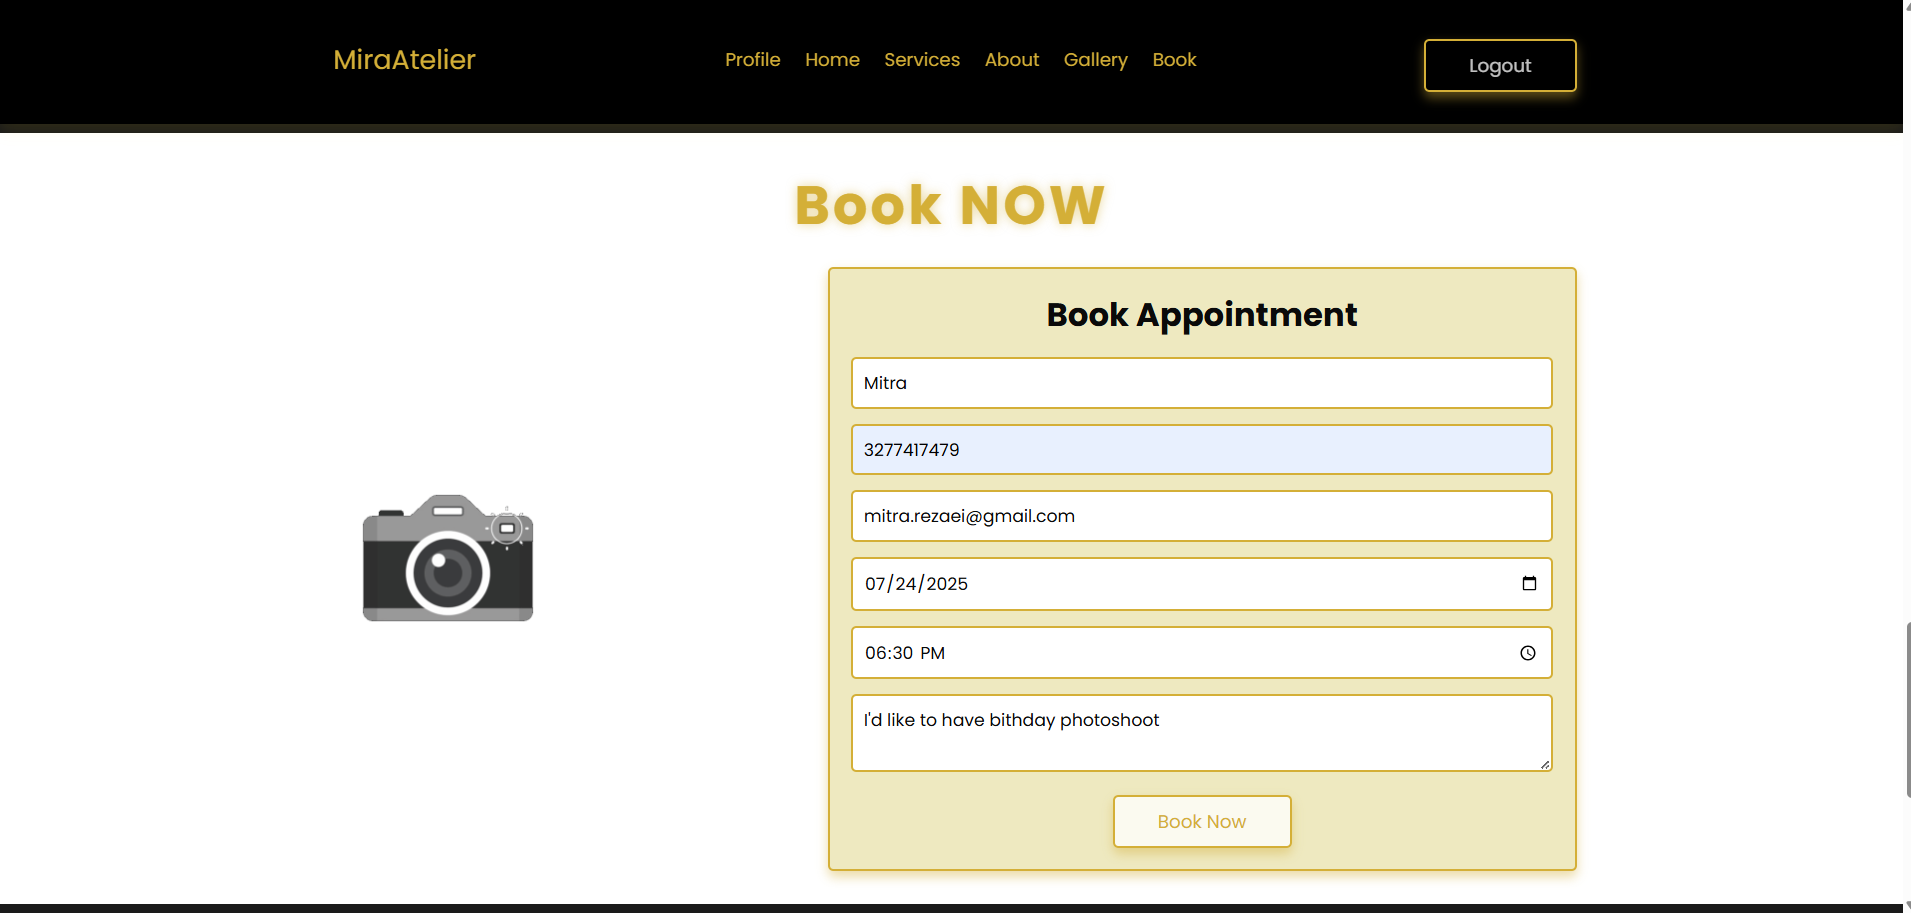 MiraAtelier
Profile Home Services About Gallery Book
Logout
Book NOW
Book Appointment
Mitra
3277417479
mitra.rezaei@gmail.com
07/24/2025
06:30 PM
I'd like to have bithday photoshoot
Book Now